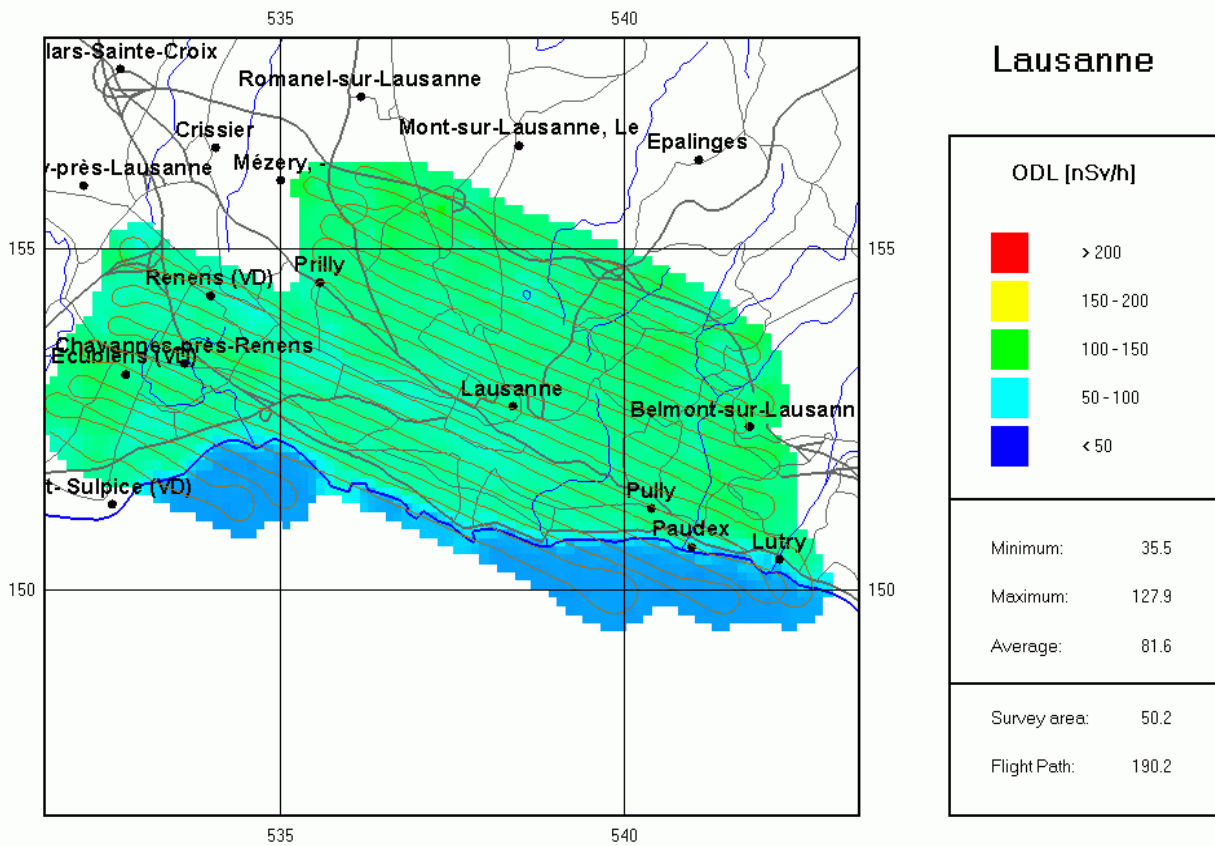 535
540
Lausanne
lars-Sainte-Croix
Romanel-sur-Lausanne
Crissier
Mont-sur-Lausanne, Le
Epalinges
y-près-Lausanne
Mézery, -
ODL [nSv/h]
155
155
> 200
Prilly
Renens (VD)
150 - 200
Chavannes-près-Renens
100 - 150
Ecublens (VD)
Lausanne
50 - 100
Belmont-sur-Lausann
< 50
t- Sulpice (VD)
Pully
Paudex
Lutry
Minimum: 35.5
150
150
Maximum: 127.9
Average: 81.6
Survey area: 50.2
Flight Path: 190.2
535
540